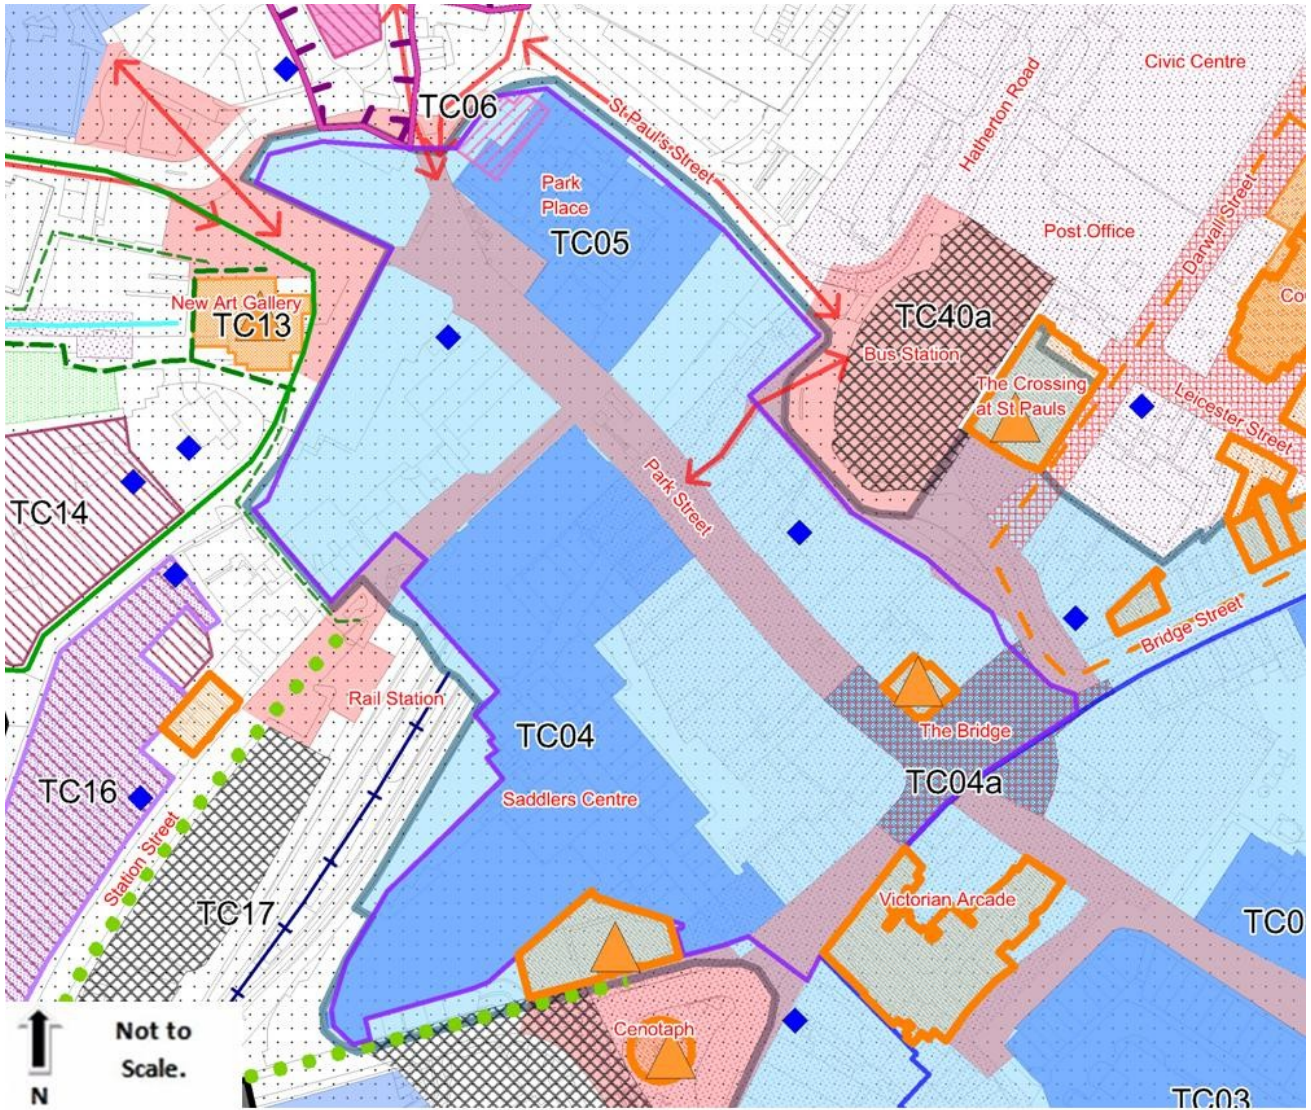 Civic Centre
TC06
St Paul's Street
Hatherton Road
Park
Place
TC05
Post Office
Darwall Street
New Art Gallery
TC13
TC40a
Bus Station
Co
The Crossing
at St Pauls
Leicester Street
Park Street
TC14
Bridge Street
Rail Station
TC04
The Bridge
TC04a
TC16
Saddlers Centre
Station Street
TC17
Victorian Arcade
TC0
Not to
Scale.
N
Cenotaph
TC03